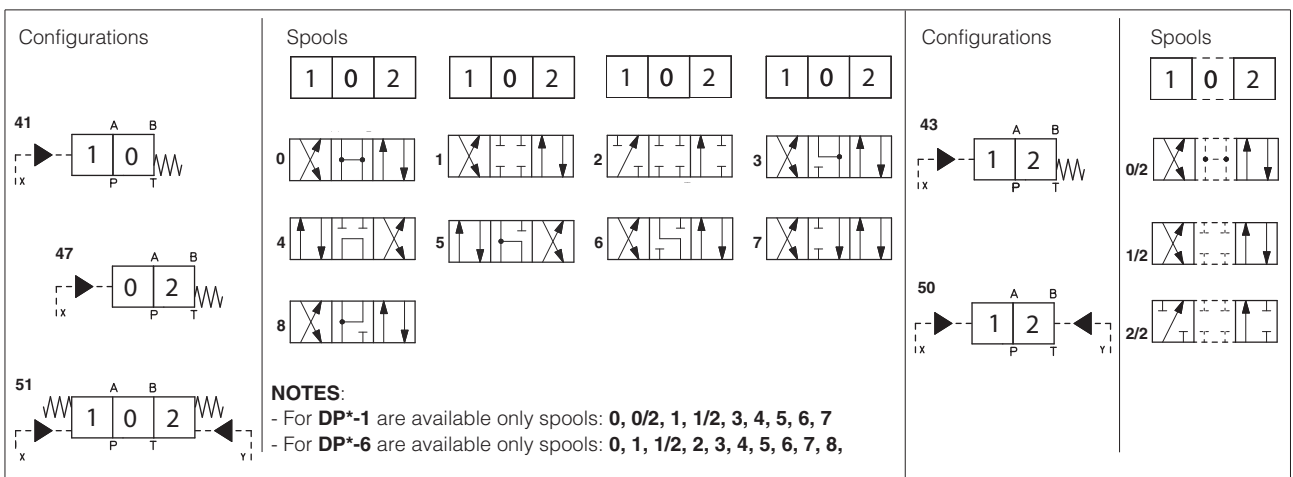 Configurations
41
A B
1 0
X
P T
47
A B
0 2
X
P T
51
A B
1 0 2
X
P T
Y
Spools
1 0 2
1 0 2
1 0 2
1 0 2
0
1
2
3
4
5
6
7
8
NOTES:
- For DP*-1 are available only spools: 0, 0/2, 1, 1/2, 3, 4, 5, 6, 7
- For DP*-6 are available only spools: 0, 1, 1/2, 2, 3, 4, 5, 6, 7, 8,
Configurations
43
A B
1 2
X
P T
50
A B
1 2
X
P T
Y
Spools
1 0 2
0/2
1/2
2/2